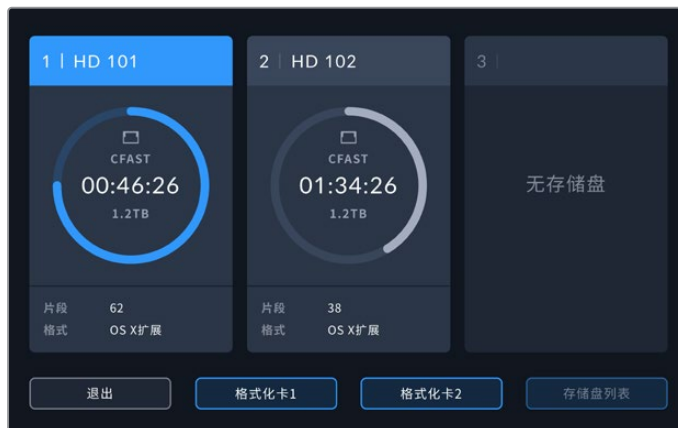 1 | HD 101
CFAST
00:46:26
1.2TB
片段 62
格式 OS X扩展
2 | HD 102
CFAST
01:34:26
1.2TB
片段 38
格式 OS X扩展
3 |
无存储盘
退出
格式化卡1
格式化卡2
存储盘列表